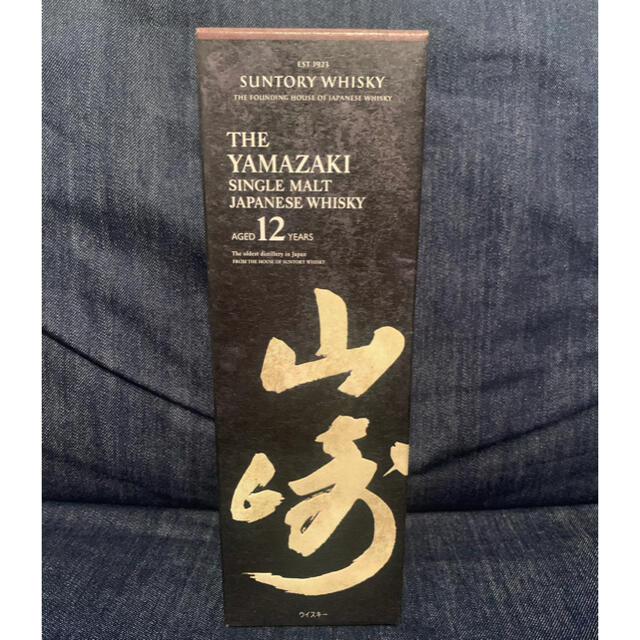 EST 1923
SUNTORY WHISKY
THE FOUNDING HOUSE OF JAPANESE WHISKY
THE
YAMAZAKI
SINGLE MALT
JAPANESE WHISKY
AGED 12 YEARS
The oldest distillery in Japan
FROM THE HOUSE OF SUNTORY WHISKY
山
崎
ウイスキー